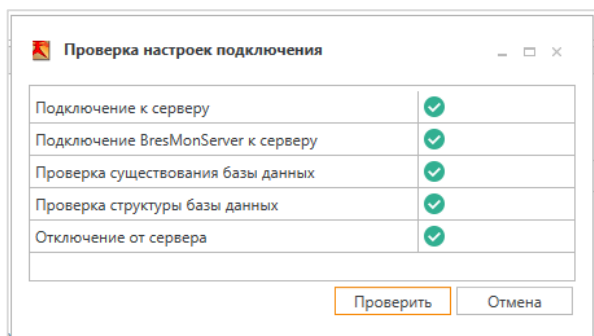 Проверка настроек подключения
Подключение к серверу
Подключение BresMonServer к серверу
Проверка существования базы данных
Проверка структуры базы данных
Отключение от сервера
Проверить Отмена